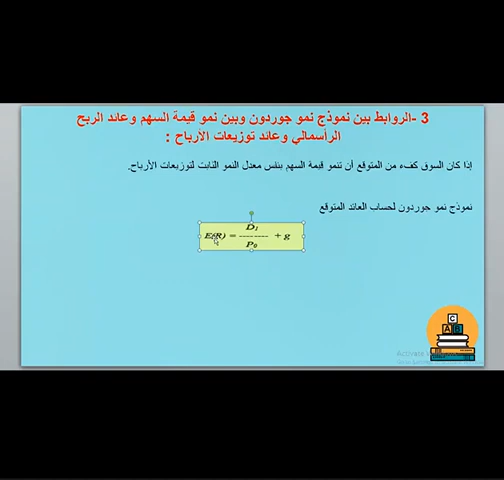 3 -الروابط بين نموذج نمو جوردون وبين نمو قيمة السهم وعائد الربح
الرأسمالي وعائد توزيعات الأرباح :
إذا كان السوق كفء من المتوقع أن تنمو قيمة السهم بنفس معدل النمو الثابت لتوزيعات الأرباح.
نموذج نمو جوردون لحساب العائد المتوقع
D₁
E(R) = -------- + g
P₀
C
A B
Activate